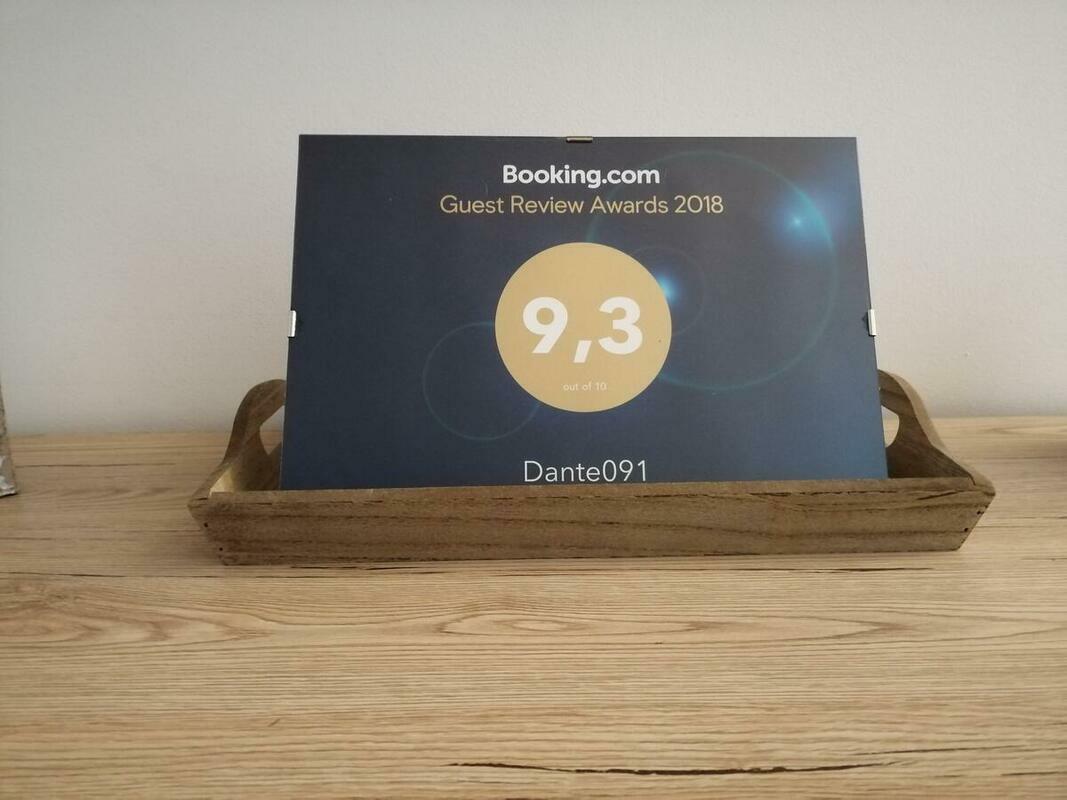 Booking.com
Guest Review Awards 2018
9,3
out of 10
Dante091